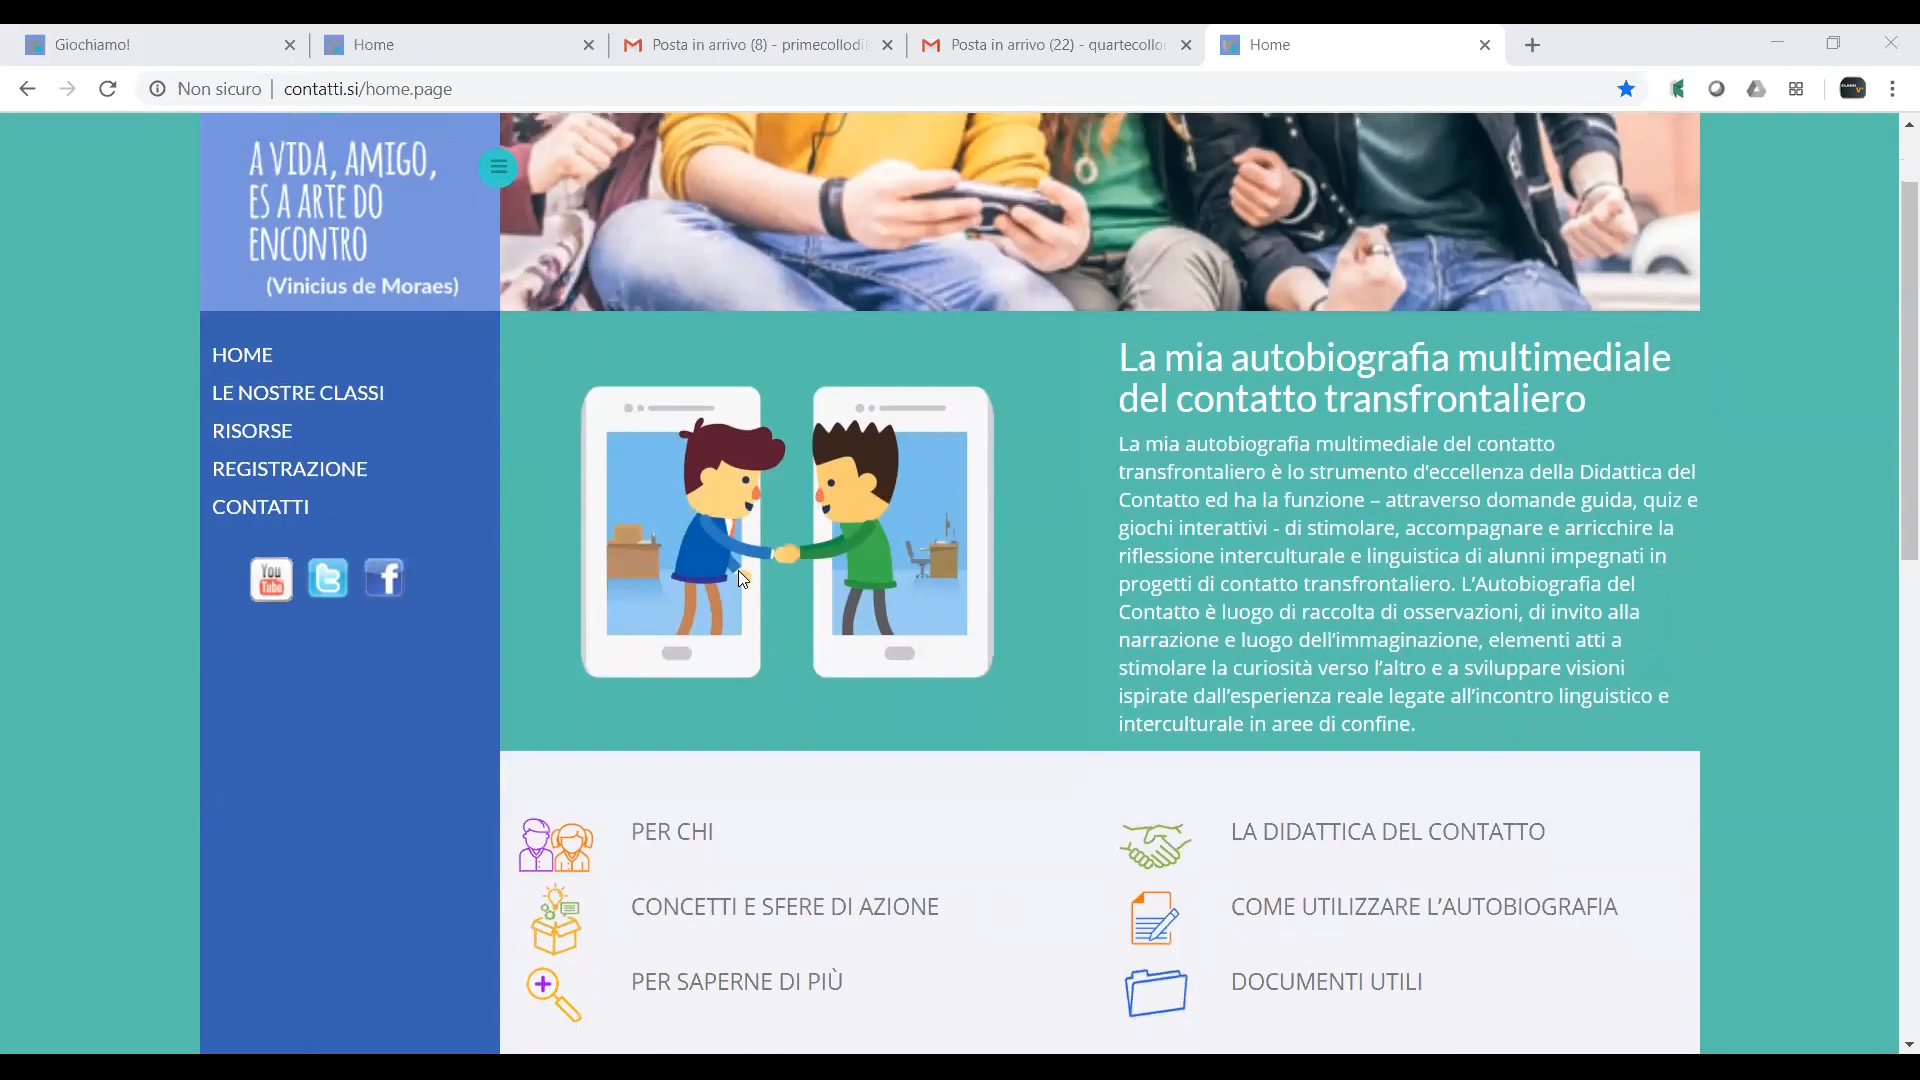 Giochiamo!
Home
Posta in arrivo (8) - primecollodi
Posta in arrivo (22) - quartecollo
Home
Non sicuro
contatti.si/home.page
A VIDA, AMIGO,
ES A ARTE DO
ENCONTRO
(Vinicius de Moraes)
HOME
LE NOSTRE CLASSI
RISORSE
REGISTRAZIONE
CONTATTI
You
Tube
La mia autobiografia multimediale
del contatto transfrontaliero
La mia autobiografia multimediale del contatto
transfrontaliero è lo strumento d'eccellenza della Didattica del
Contatto ed ha la funzione – attraverso domande guida, quiz e
giochi interattivi - di stimolare, accompagnare e arricchire la
riflessione interculturale e linguistica di alunni impegnati in
progetti di contatto transfrontaliero. L'Autobiografia del
Contatto è luogo di raccolta di osservazioni, di invito alla
narrazione e luogo dell'immaginazione, elementi atti a
stimolare la curiosità verso l'altro e a sviluppare visioni
ispirate dall'esperienza reale legate all'incontro linguistico e
interculturale in aree di confine.
PER CHI
LA DIDATTICA DEL CONTATTO
CONCETTI E SFERE DI AZIONE
COME UTILIZZARE L'AUTOBIOGRAFIA
PER SAPERNE DI PIÙ
DOCUMENTI UTILI